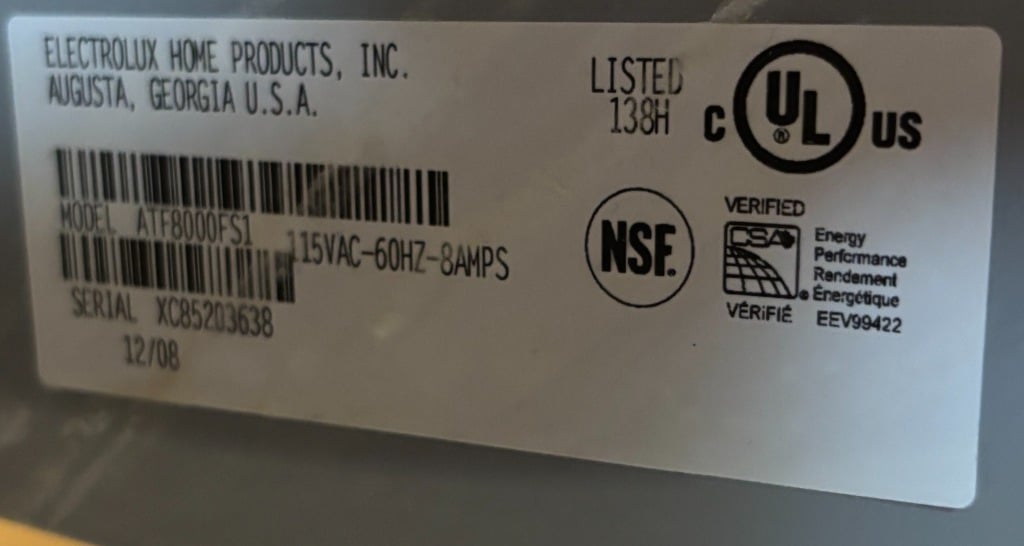 ELECTROLUX HOME PRODUCTS, INC.
AUGUSTA, GEORGIA U.S.A.
LISTED
138H
C UL® US
MODEL ATF8000FS1
115VAC-60HZ-8AMPS
SERIAL XC85203638
12/08
NSF.
VERIFIED
CSA
Energy
Performance
Rendement
® Énergétique
VÉRiFIÉ EEV99422